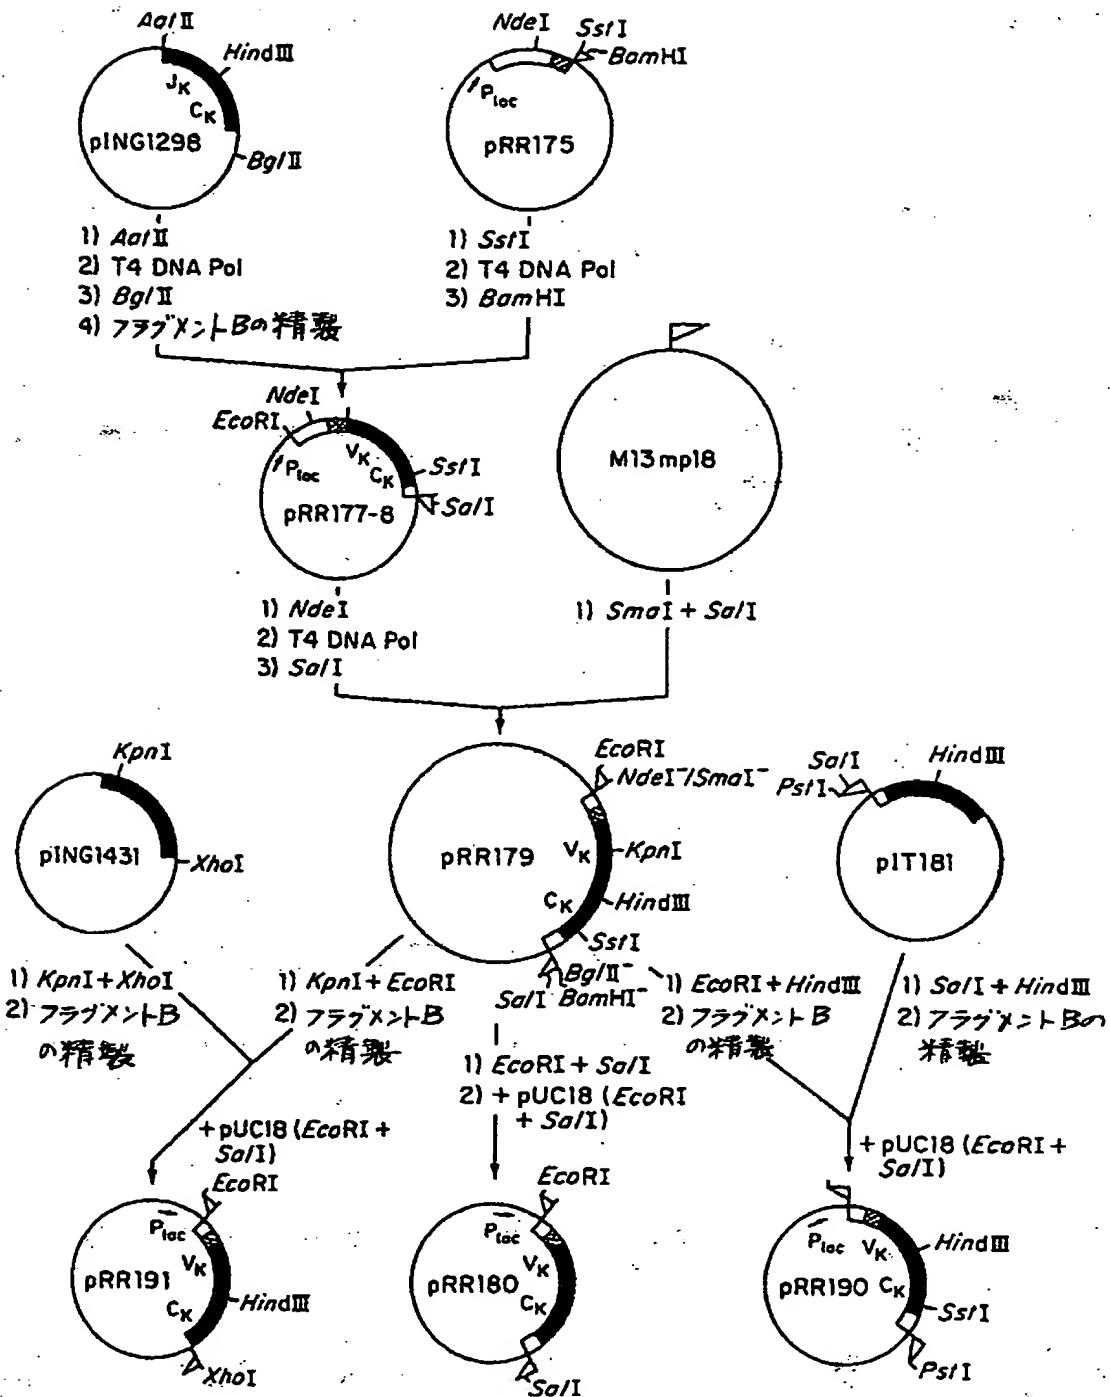 AatII
HindIII
JK
CK
pING1298
BglII
NdeI
SstI
BamHI
Plac
pRR175
1) AatII
2) T4 DNA Pol
3) BglII
4) フラグメントBの精製
1) SstI
2) T4 DNA Pol
3) BamHI
NdeI
EcoRI
Plac
VK
CK
SstI
SalI
pRR177-8
M13mp18
1) NdeI
2) T4 DNA Pol
3) SalI
1) SmaI + SalI
KpnI
pING1431
XhoI
EcoRI
NdeI⁻/SmaI⁻
pRR179
VK
KpnI
CK
HindIII
SstI
BglII⁻
SalI BamHI⁻
SalI
PstI
HindIII
pIT181
1) KpnI+XhoI
2) フラグメントB
の精製
1) KpnI+EcoRI
2) フラグメントB
の精製
1) EcoRI + SalI
2) + pUC18 (EcoRI
+ SalI)
1) EcoRI+HindIII
2) フラグメントB
の精製
1) SalI + HindIII
2) フラグメントBの
精製
+ pUC18 (EcoRI +
SalI)
+ pUC18 (EcoRI +
SalI)
EcoRI
Plac
VK
pRR191
CK
HindIII
XhoI
EcoRI
Plac
VK
pRR180
CK
SalI
Plac
VK
HindIII
pRR190
CK
SstI
PstI